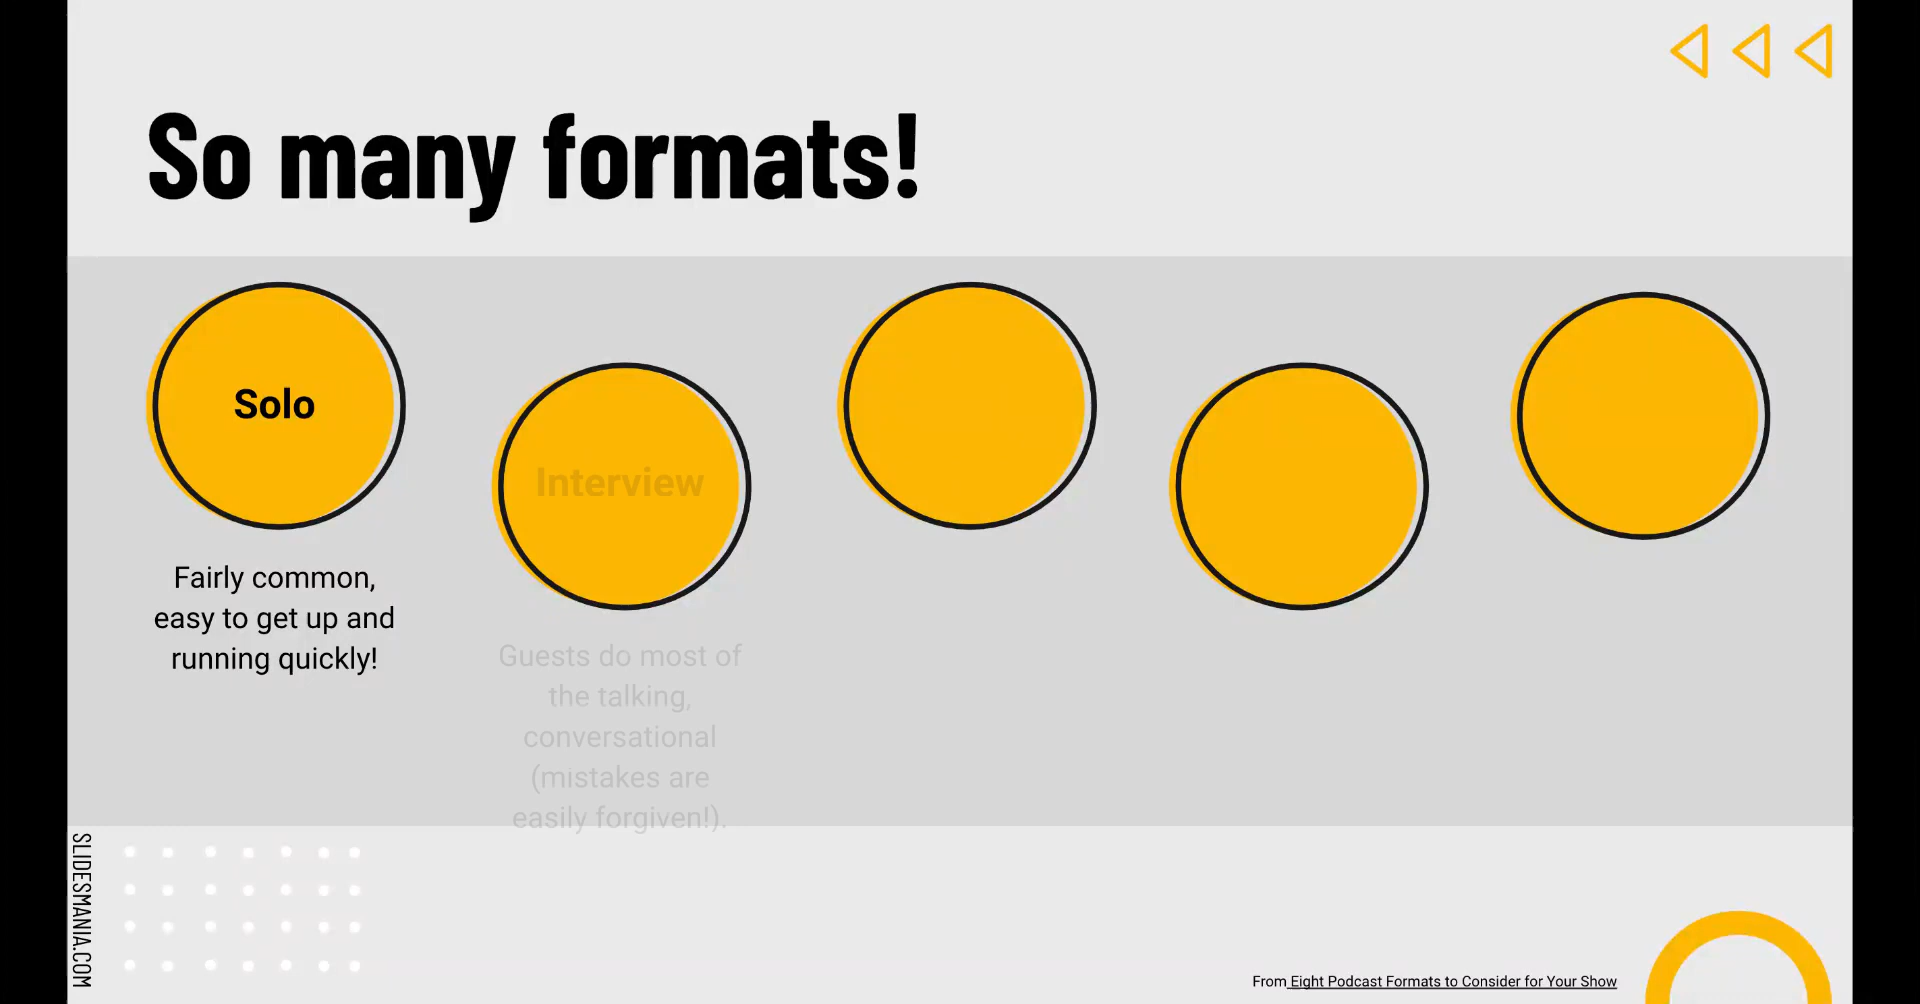 So many formats!
Solo
Fairly common,
easy to get up and
running quickly!
Interview
Guests do most of
the talking,
conversational
(mistakes are
easily forgiven!).
SLIDESMANIA.COM
From Eight Podcast Formats to Consider for Your Show